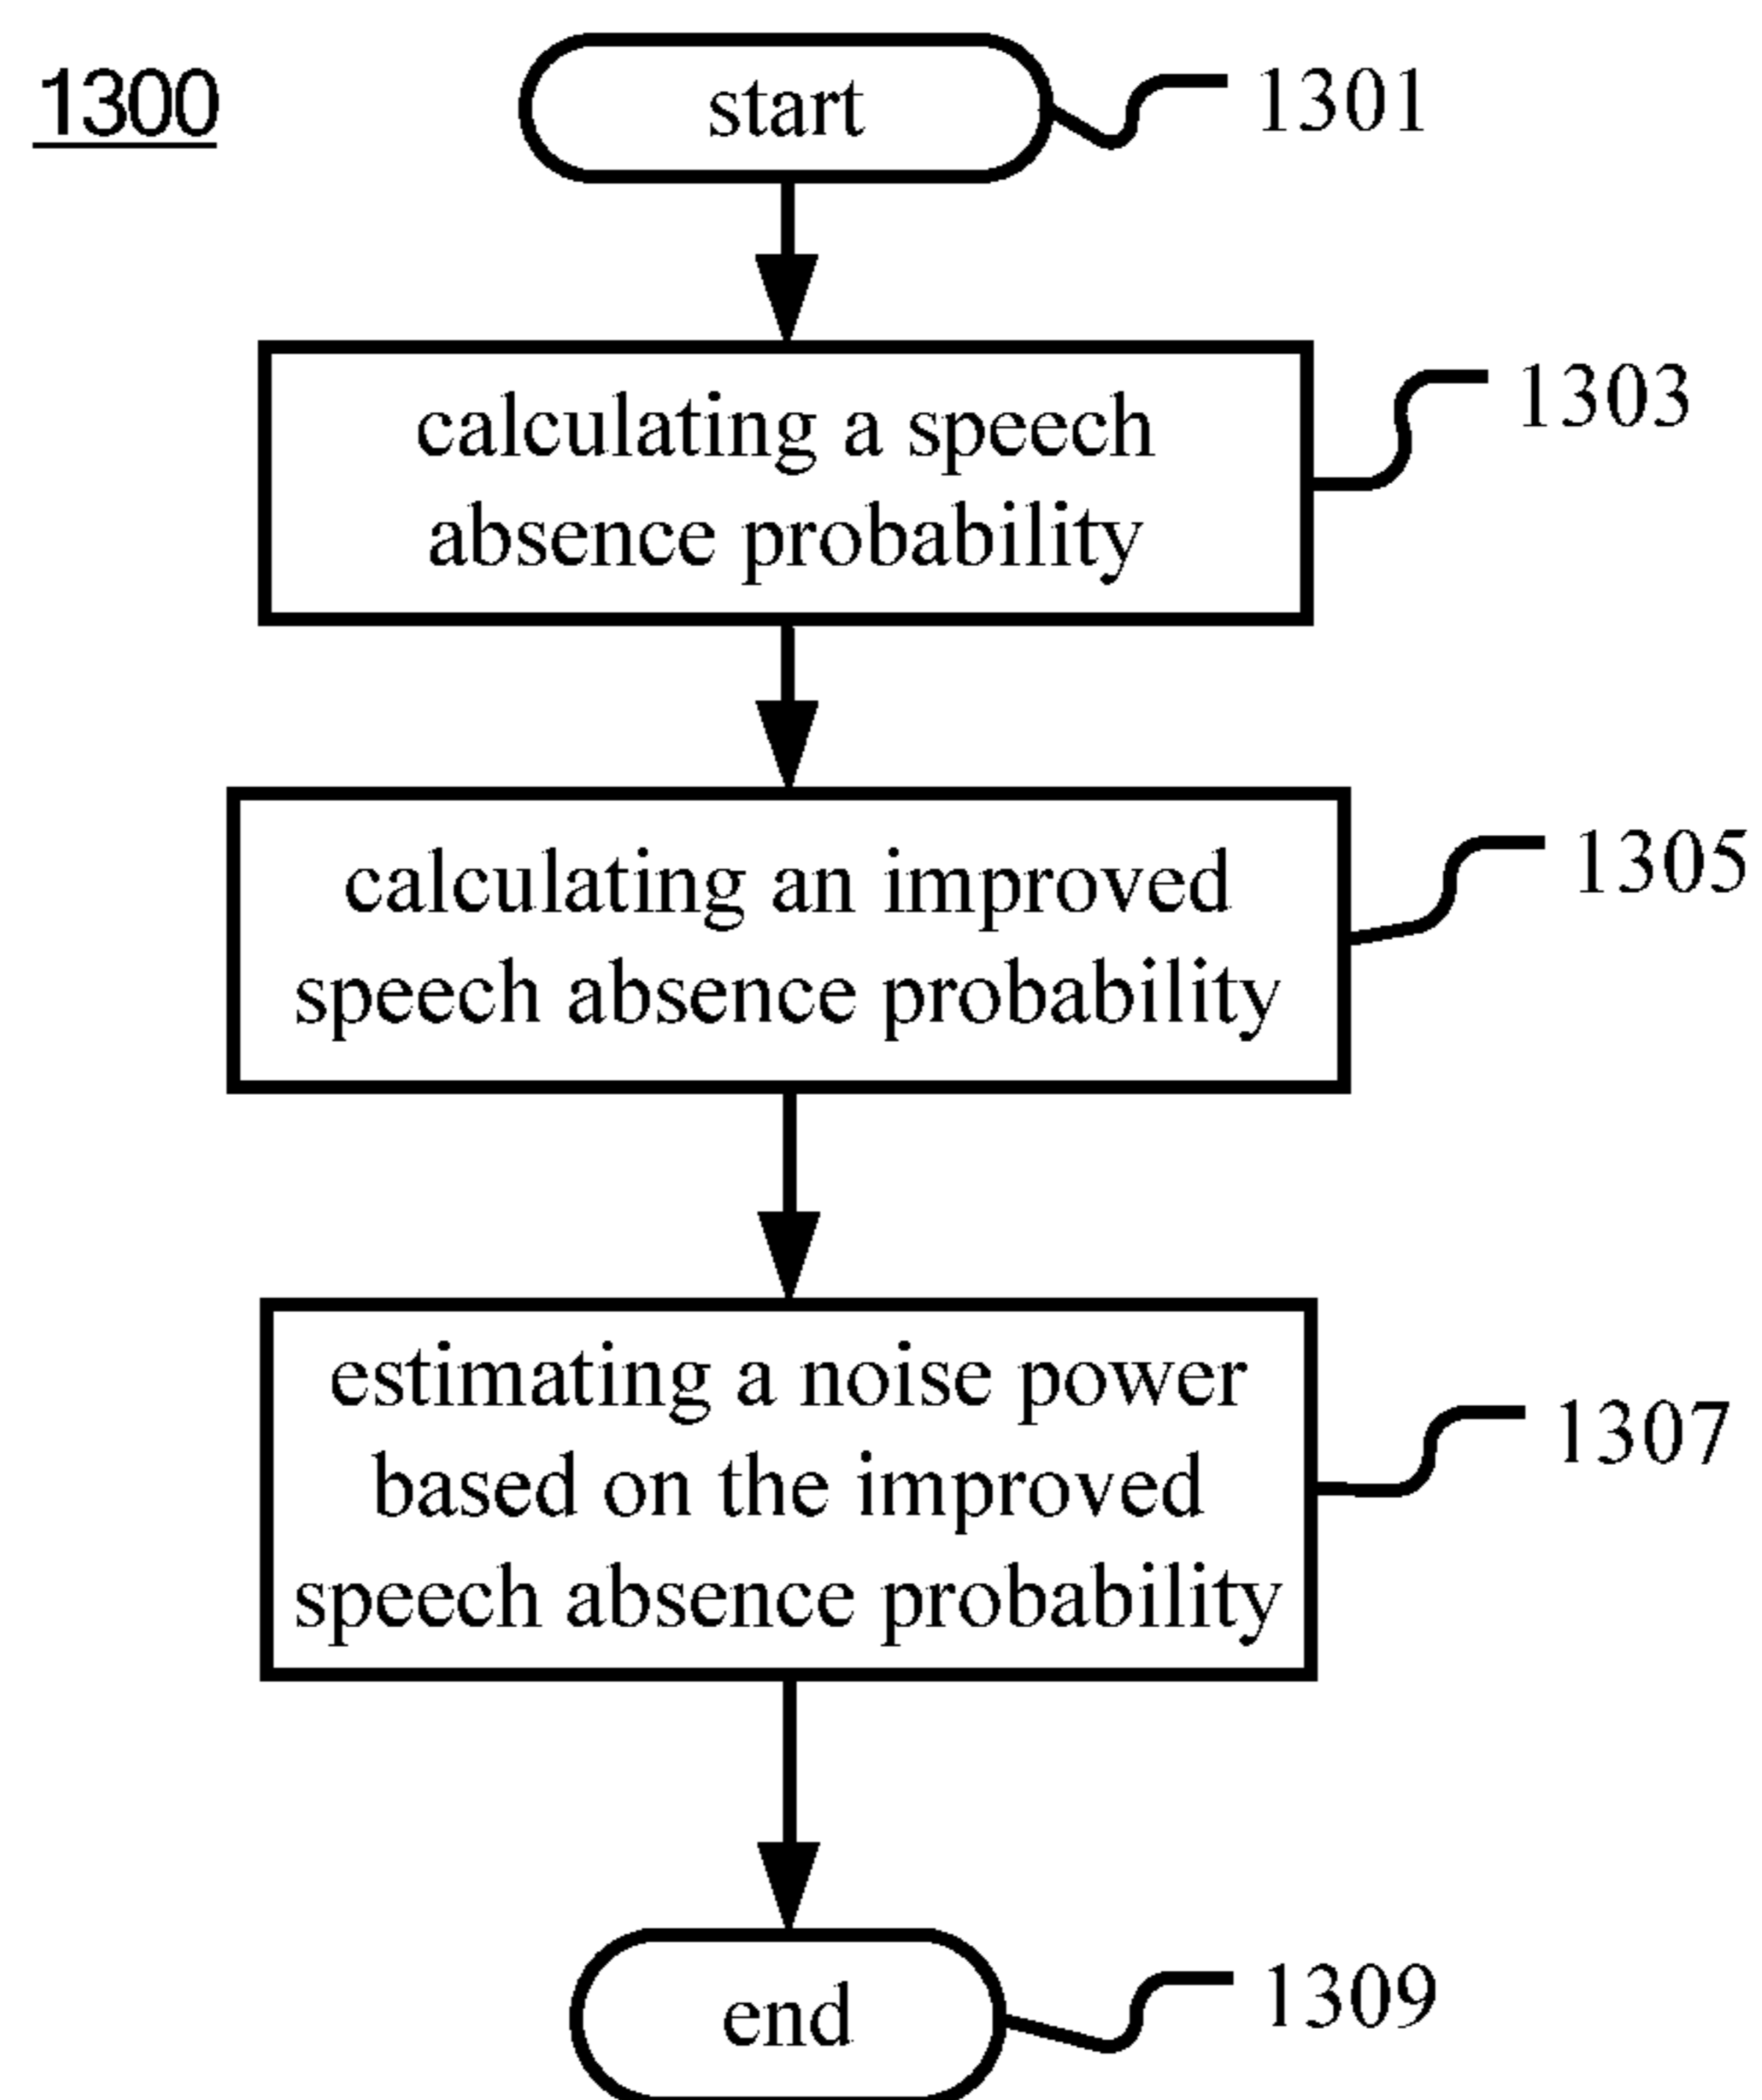 1300
start
1301
calculating a speech
absence probability
1303
calculating an improved
speech absence probability
1305
estimating a noise power
based on the improved
speech absence probability
1307
end
1309